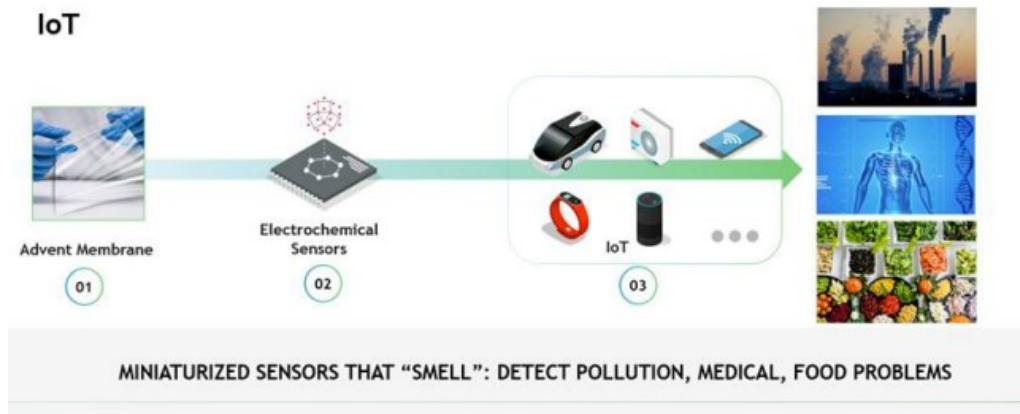 IoT
Advent Membrane
01
Electrochemical
Sensors
02
IoT
03
MINIATURIZED SENSORS THAT “SMELL”: DETECT POLLUTION, MEDICAL, FOOD PROBLEMS